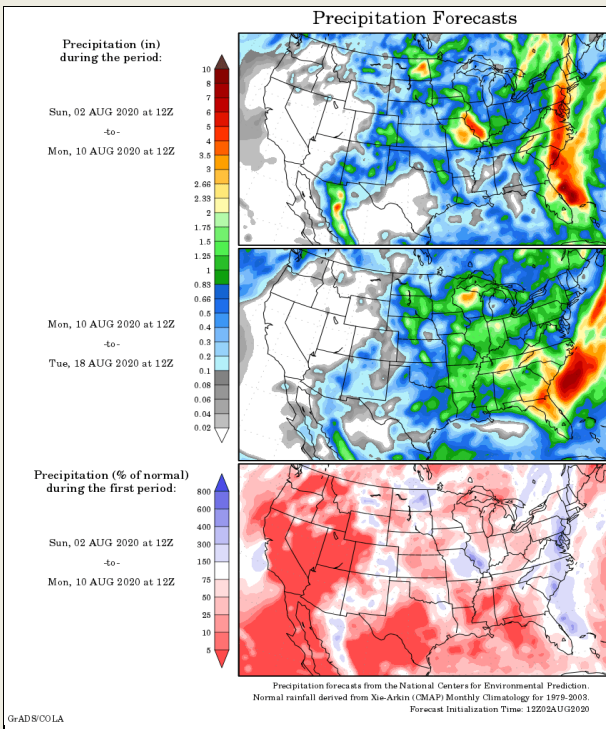 Precipitation Forecasts
Precipitation (in)
during the period:
Sun, 02 AUG 2020 at 12Z
-to-
Mon, 10 AUG 2020 at 12Z
10
8
7
6
5
4
3.5
3
2.66
2.33
2
1.75
1.5
1.25
1
0.83
0.66
0.5
0.4
0.3
0.2
0.1
0.08
0.06
0.04
0.02
Mon, 10 AUG 2020 at 12Z
-to-
Tue, 18 AUG 2020 at 12Z
Precipitation (% of normal)
during the first period:
Sun, 02 AUG 2020 at 12Z
-to-
Mon, 10 AUG 2020 at 12Z
800
600
400
300
150
75
50
25
10
5
Precipitation forecasts from the National Centers for Environmental Prediction.
Normal rainfall derived from Xie-Arkin (CMAP) Monthly Climatology for 1979-2003.
Forecast Initialization Time: 12Z02AUG2020
GrADS/COLA